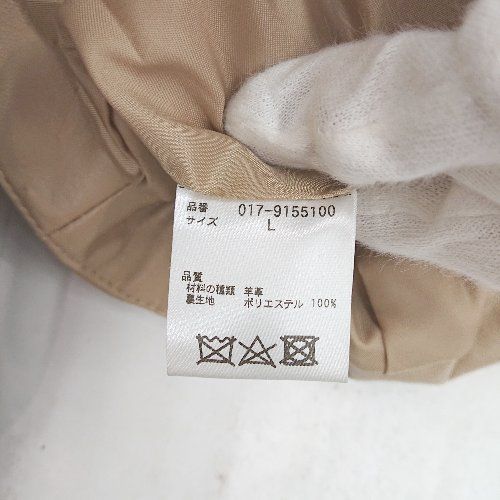 品番 017-9155100
サイズ L
品質
材料の種類 羊革
裏生地 ポリエステル 100%